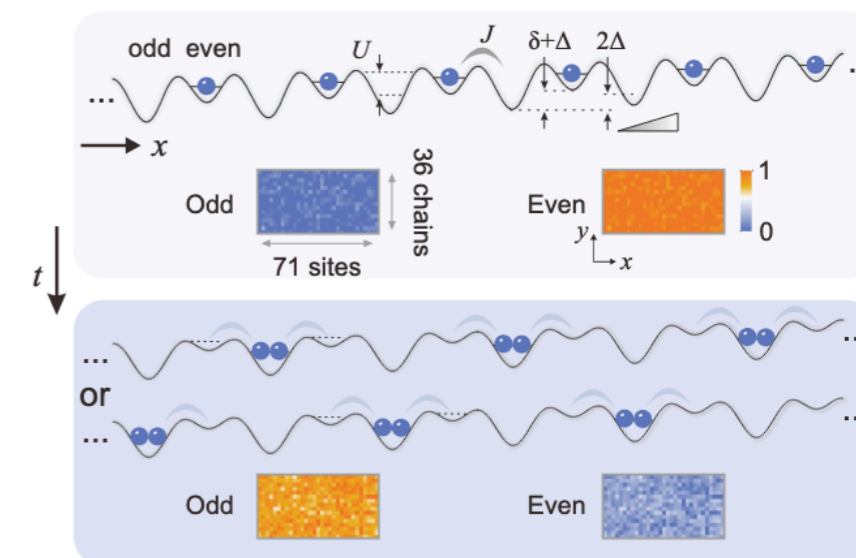 odd even U J δ+Δ 2Δ
...
x
Odd 36 chains Even 1
0
y
x
71 sites
t
...
or
...
Odd Even